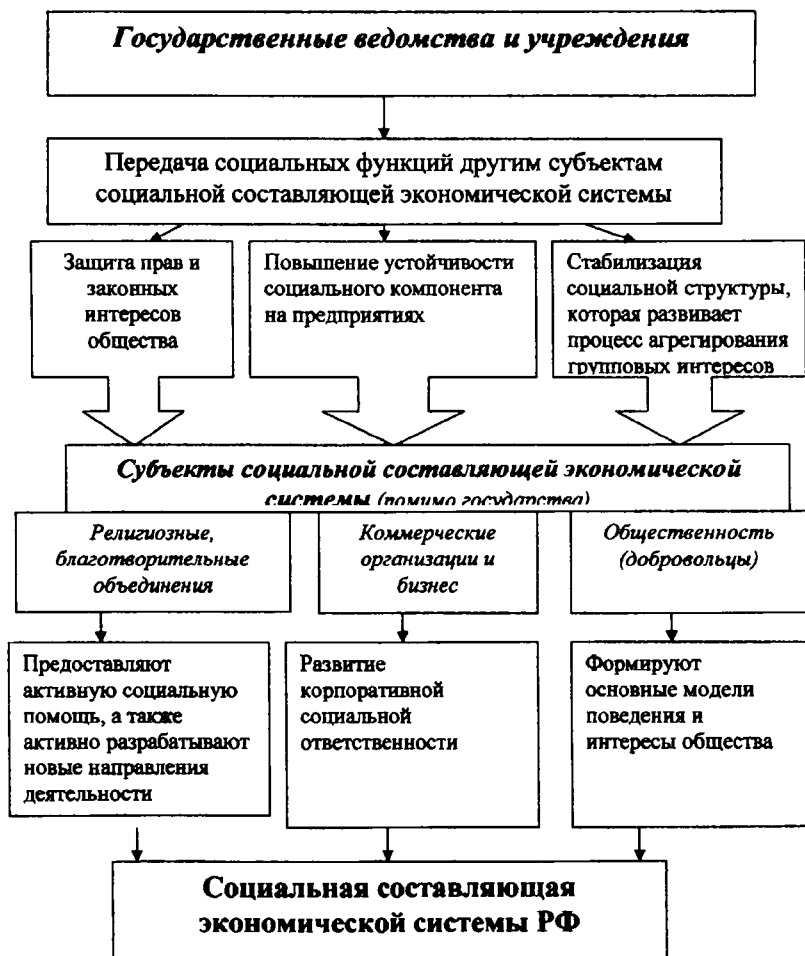 Государственные ведомства и учреждения
Передача социальных функций другим субъектам
социальной составляющей экономической системы
Защита прав и
законных
интересов
общества
Повышение устойчивости
социального компонента
на предприятиях
Стабилизация
социальной структуры,
которая развивает
процесс агрегирования
групповых интересов
Субъекты социальной составляющей экономической
системы (помимо государства)
Религиозные,
благотворительные
объединения
Коммерческие
организации и
бизнес
Общественность
(добровольцы)
Предоставляют
активную социальную
помощь, а также
активно разрабатывают
новые направления
деятельности
Развитие
корпоративной
социальной
ответственности
Формируют
основные модели
поведения и
интересы общества
Социальная составляющая
экономической системы РФ